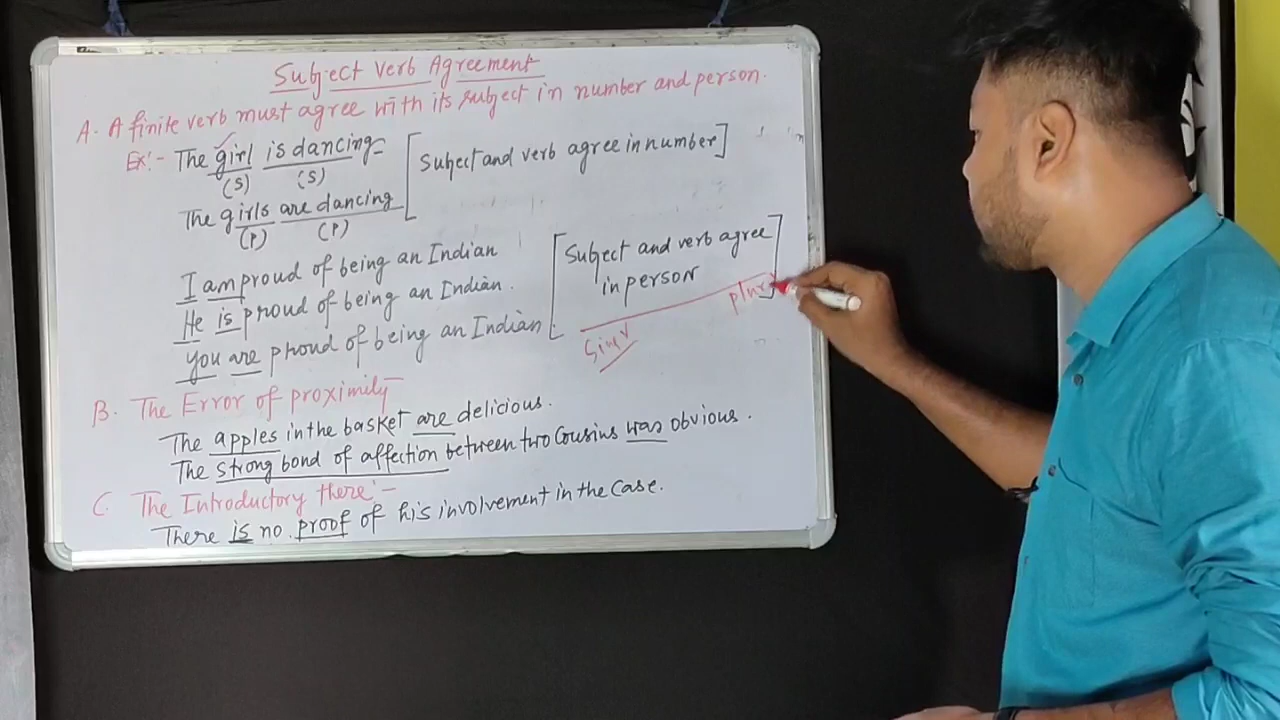 Subject Verb Agreement
A. A finite verb must agree with its subject in number and person.
Ex:- The girl is dancing
(S) (S)
[Subject and verb agree in number]
The girls are dancing
(P) (P)
I am proud of being an Indian
He is proud of being an Indian.
You are proud of being an Indian
[Subject and verb agree
in person]
Sing
B. The Error of proximity
The apples in the basket are delicious.
The strong bond of affection between two Cousins was obvious.
C. The Introductory there:-
There is no proof of his involvement in the case.